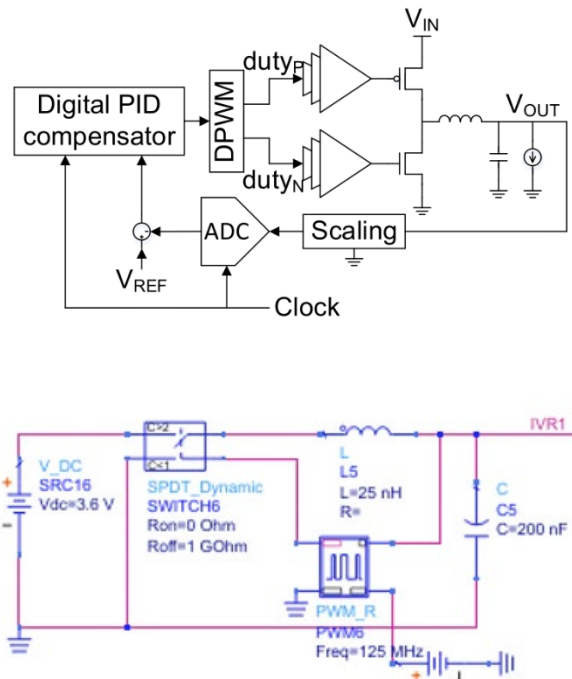 V_IN
duty_P
Digital PID
compensator
DPWM
V_OUT
duty_N
ADC
Scaling
V_REF
Clock
IVR1
C>2
C<1
V_DC
SRC16
Vdc=3.6 V
SPDT_Dynamic
SWITCH6
Ron=0 Ohm
Roff=1 GOhm
L
L5
L=25 nH
R=
C
C5
C=200 nF
PWM_R
PWM6
Freq=125 MHz